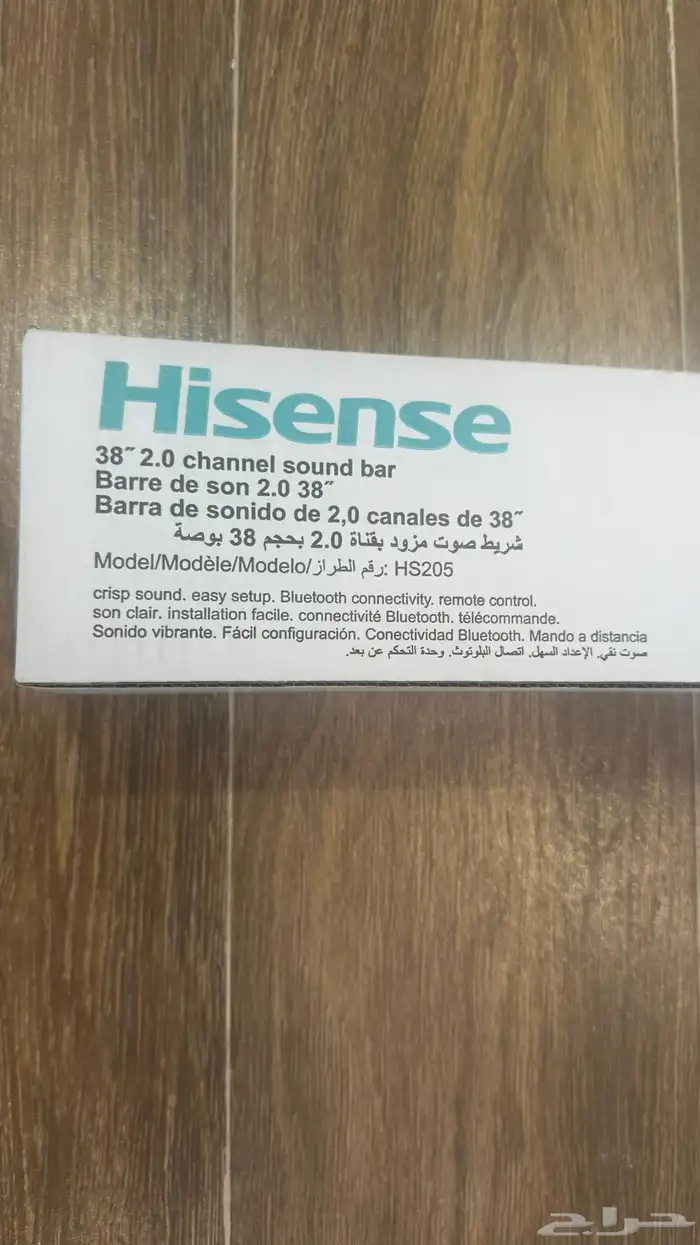 Hisense
38″ 2.0 channel sound bar
Barre de son 2.0 38″
Barra de sonido de 2,0 canales de 38″
شريط صوت مزود بقناة 2.0 بحجم 38 بوصة
Model/Modèle/Modelo/رقم الطراز: HS205
crisp sound. easy setup. Bluetooth connectivity. remote control.
son clair. installation facile. connectivité Bluetooth. télécommande.
Sonido vibrante. Fácil configuración. Conectividad Bluetooth. Mando a distancia
صوت نقي. الإعداد السهل. اتصال البلوتوث. وحدة التحكم عن بعد.
حراج